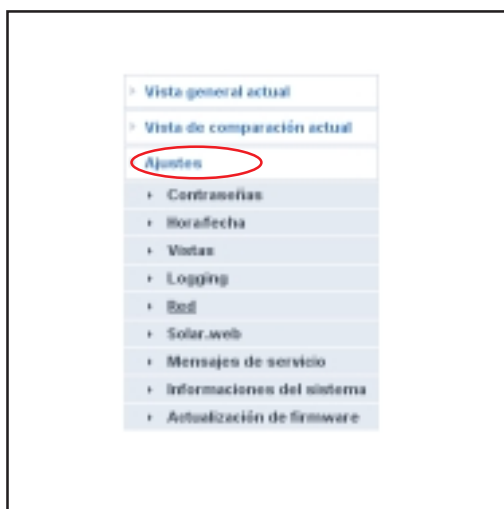 Vista general actual
Vista de comparación actual
Ajustes
Contraseñas
Hora/fecha
Vistas
Logging
Red
Solar.web
Mensajes de servicio
Informaciones del sistema
Actualización de firmware